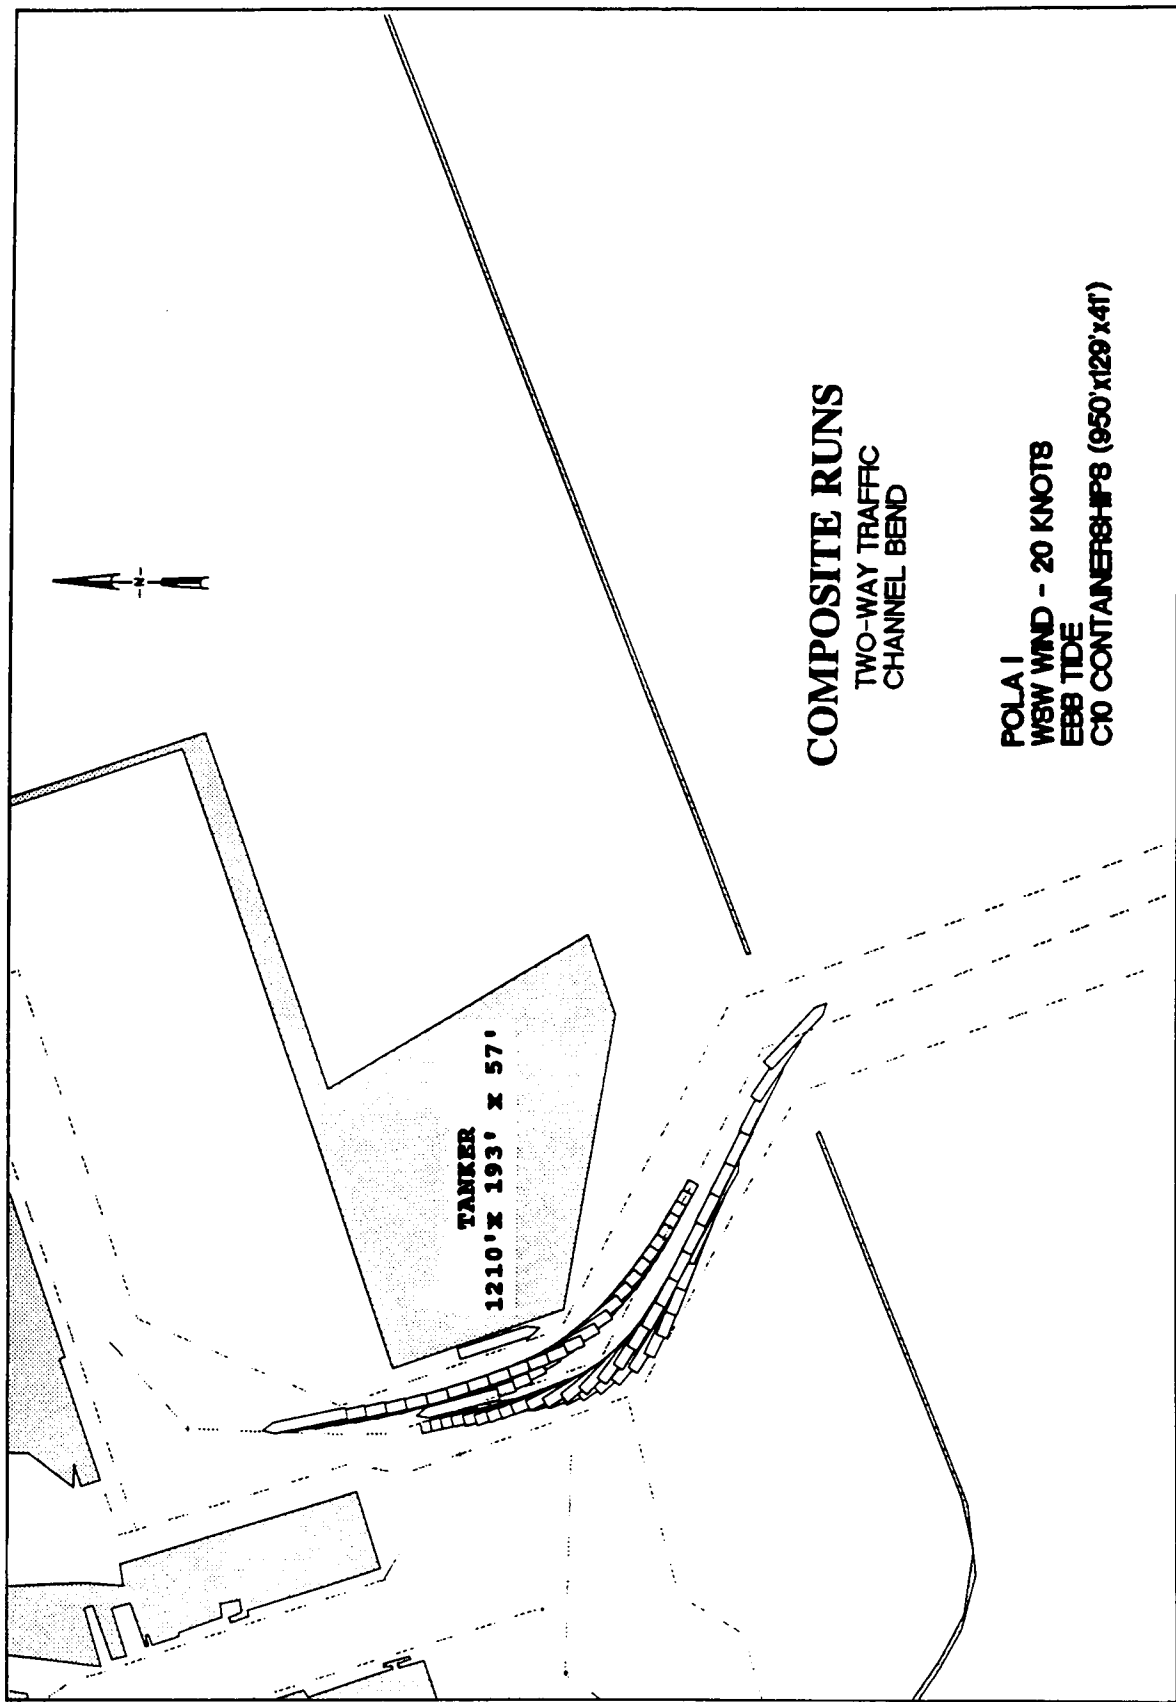 -N-
TANKER
1210'x 193' x 57'
COMPOSITE RUNS
TWO-WAY TRAFFIC
CHANNEL BEND
POLA I
WSW WIND - 20 KNOTS
EBB TIDE
C10 CONTAINERSHIPS (950'x129'x41')